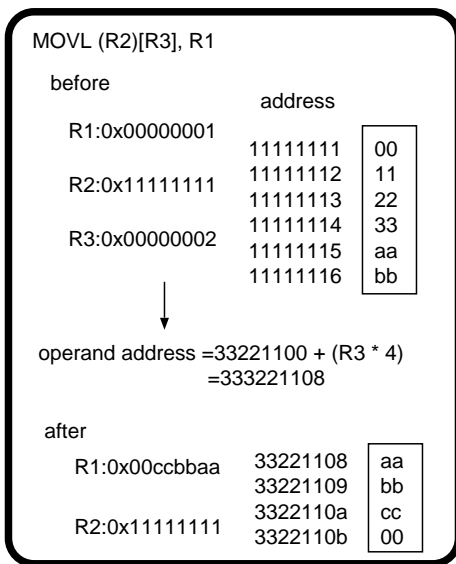 MOVL (R2)[R3], R1
before
address
R1:0x00000001
11111111 00
11111112 11
R2:0x11111111
11111113 22
11111114 33
R3:0x00000002
11111115 aa
11111116 bb
operand address =33221100 + (R3 * 4)
=333221108
after
R1:0x00ccbbaa
33221108 aa
33221109 bb
3322110a cc
R2:0x11111111
3322110b 00